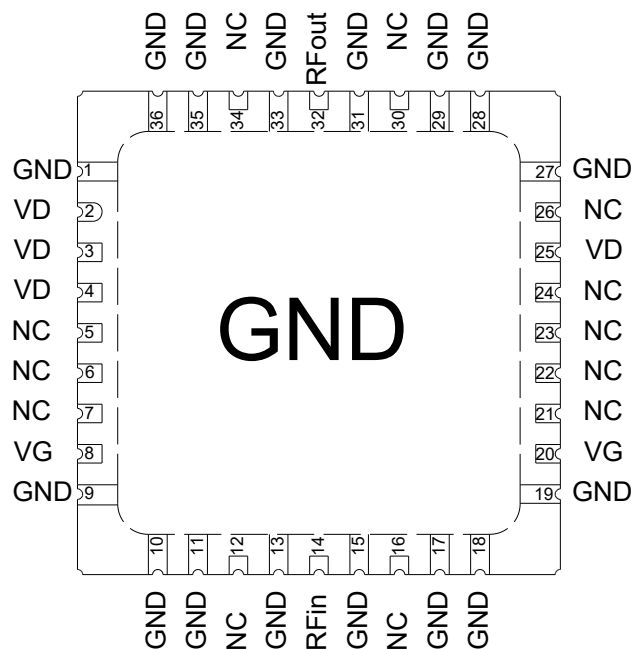 GND GND NC GND RFout GND NC GND GND
36 35 34 33 32 31 30 29 28
GND 1 27 GND
VD 2 26 NC
VD 3 25 VD
VD 4 24 NC
NC 5 23 NC
GND
NC 6 22 NC
NC 7 21 NC
VG 8 20 VG
GND 9 19 GND
10 11 12 13 14 15 16 17 18
GND GND NC GND RFin GND NC GND GND